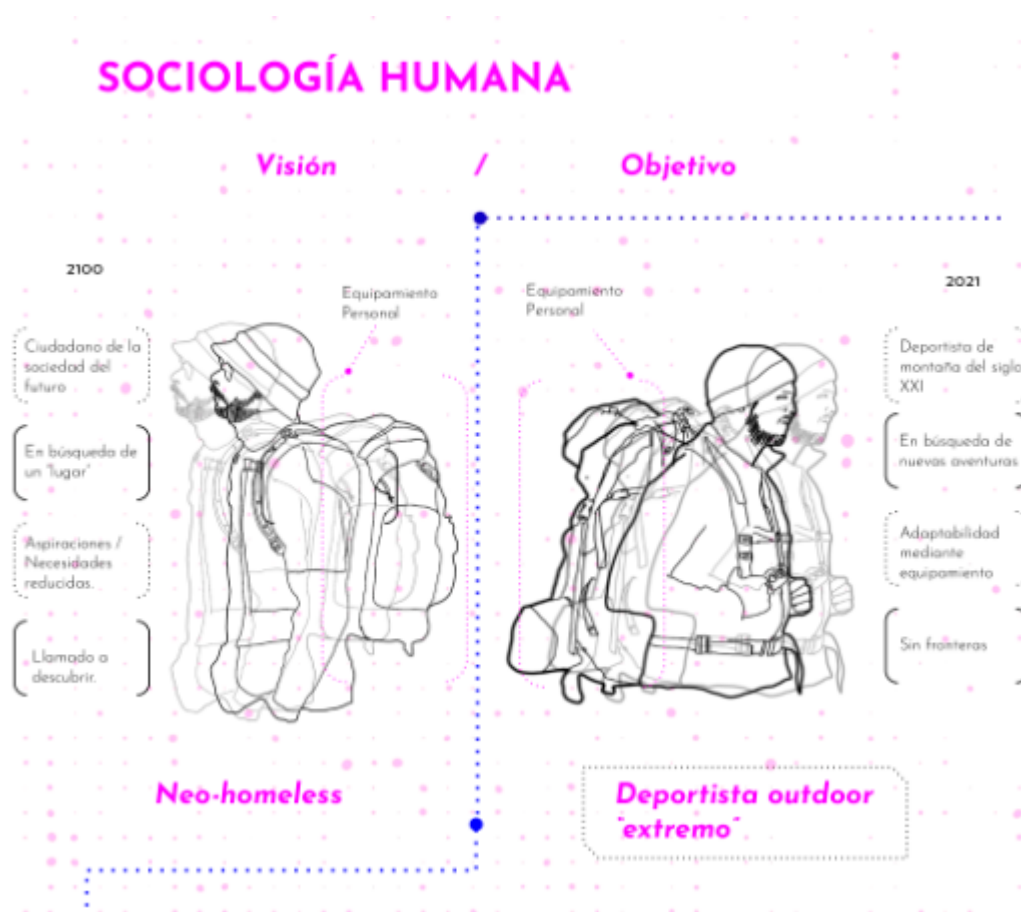 SOCIOLOGÍA HUMANA
Visión / Objetivo
2100
Equipamiento
Personal
Ciudadano de la
sociedad del
futuro
En búsqueda de
un "lugar"
Aspiraciones /
Necesidades
reducidas.
Llamado a
descubrir.
Neo-homeless
2021
Equipamiento
Personal
Deportista de
montaña del siglo
XXI
En búsqueda de
nuevas aventuras
Adaptabilidad
mediante
equipamiento
Sin fronteras
Deportista outdoor
"extremo"